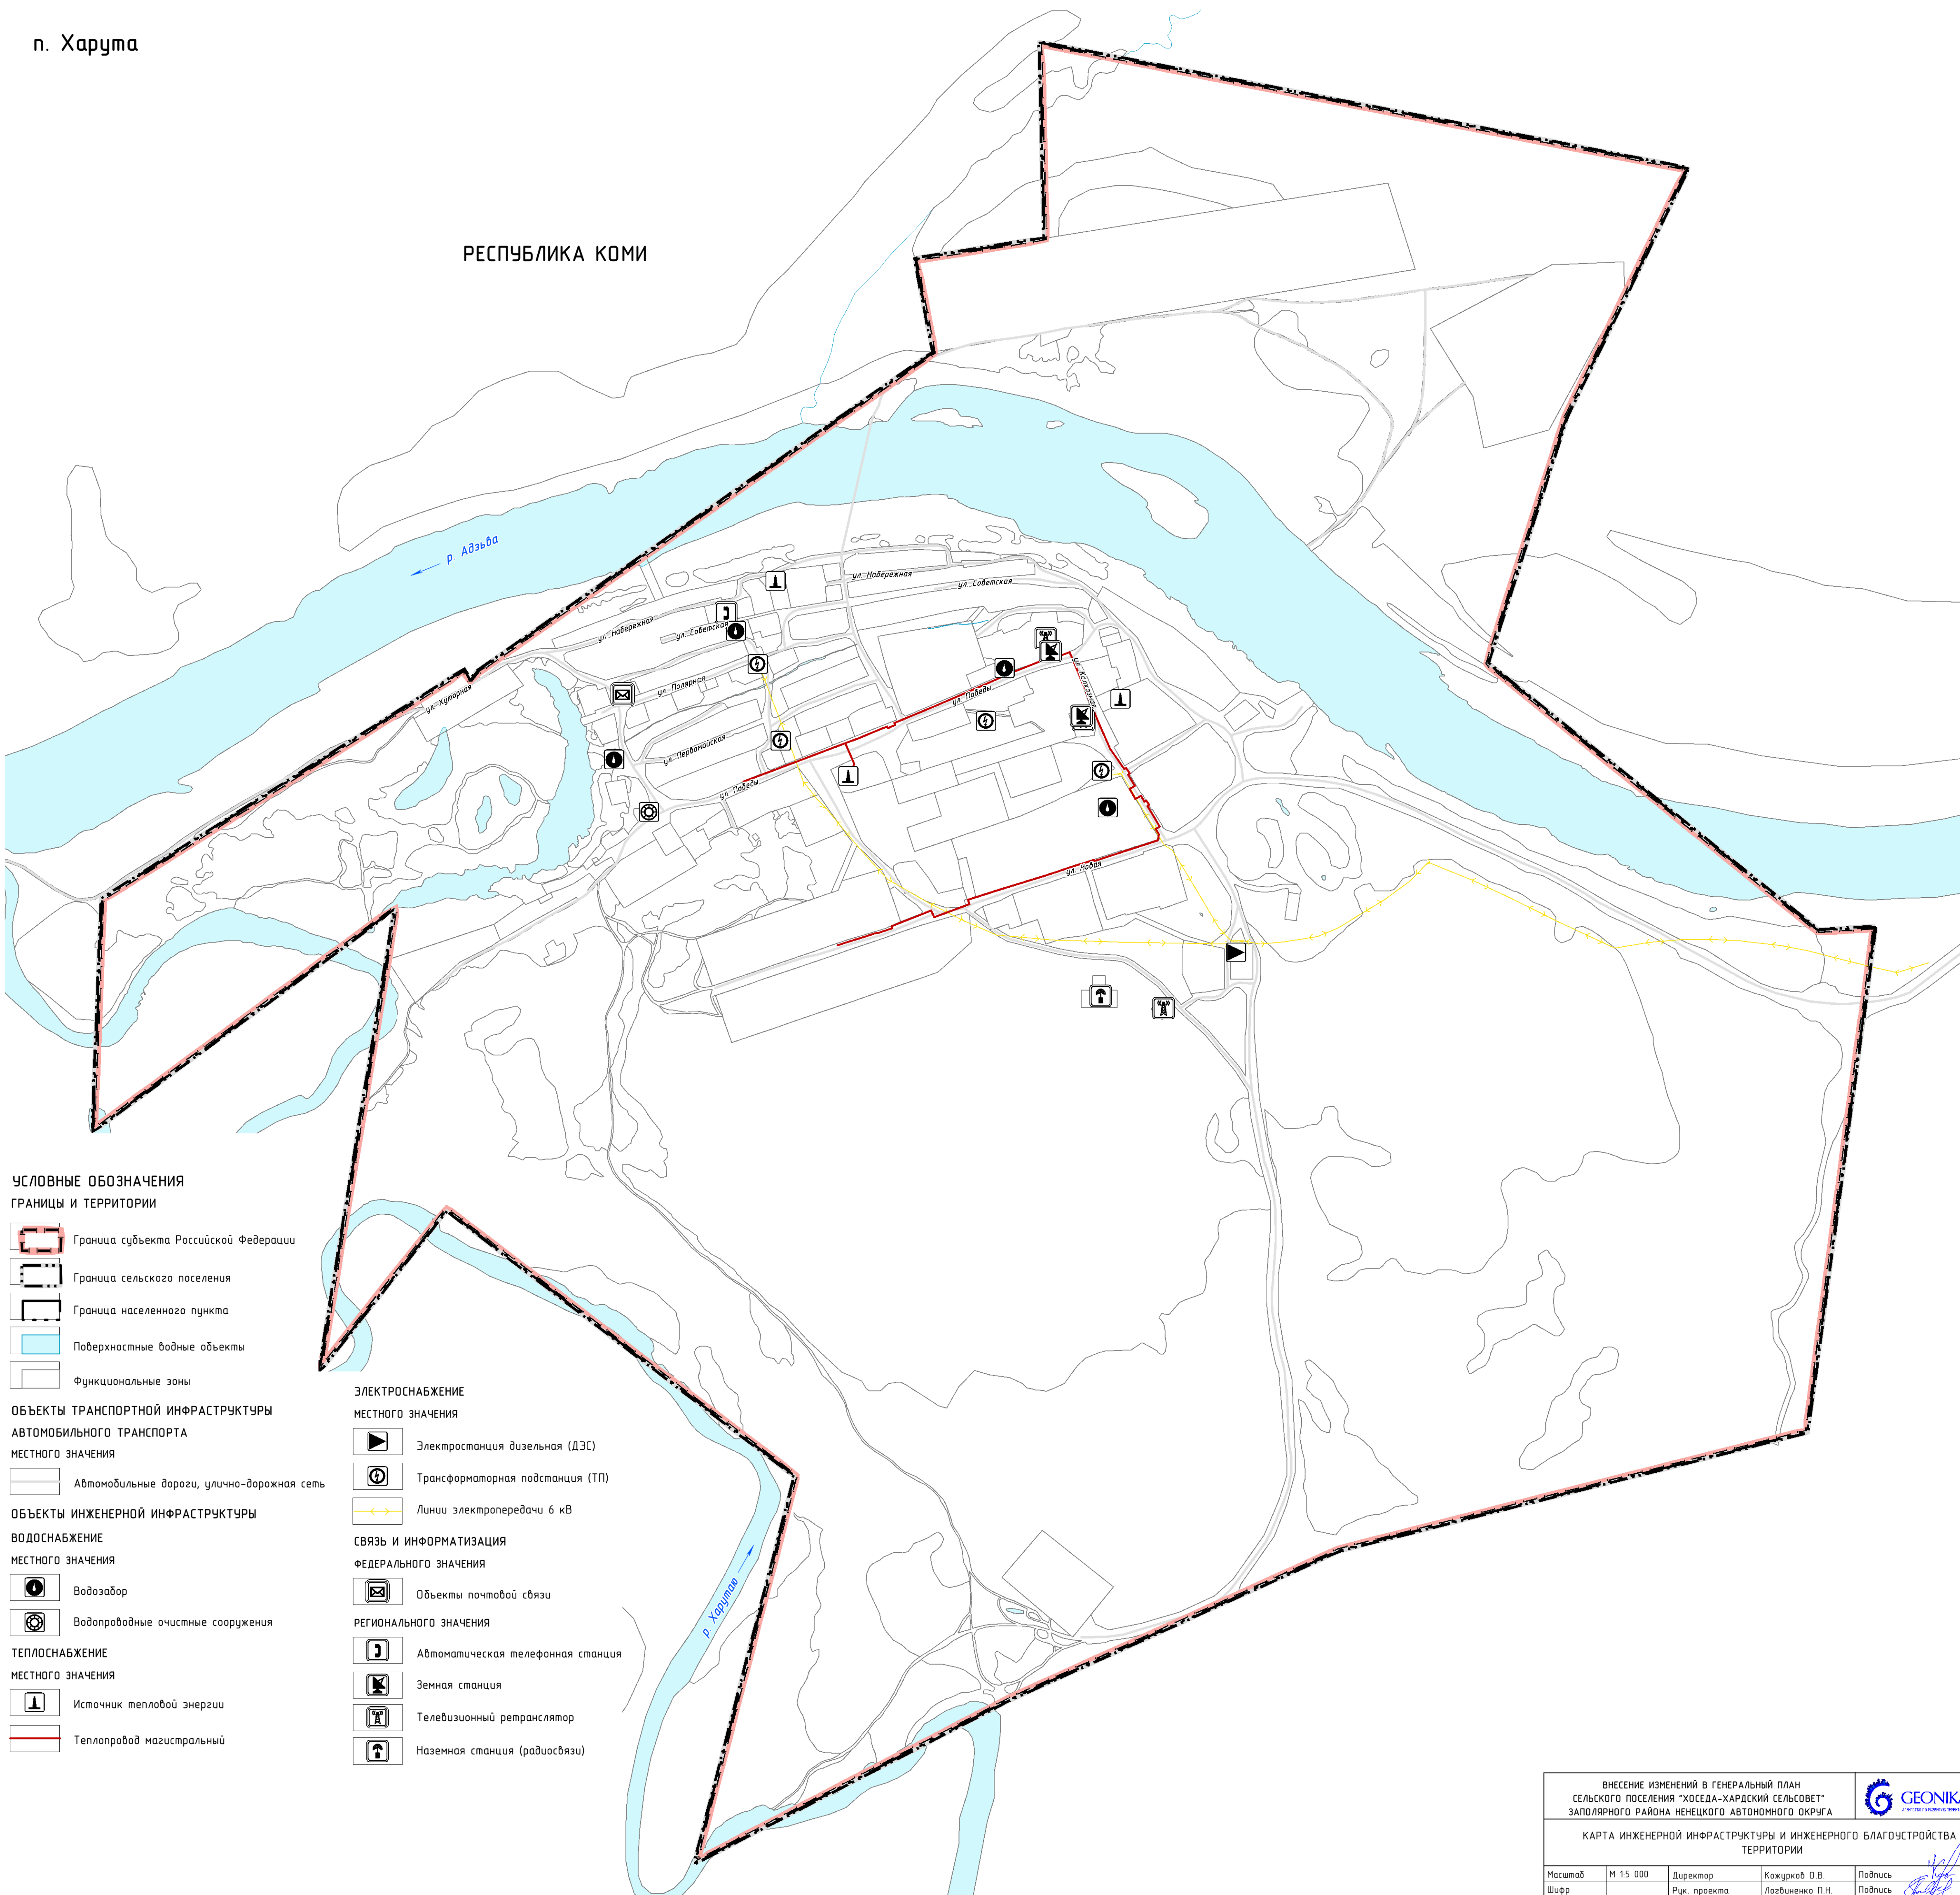 п. Харута
РЕСПУБЛИКА КОМИ
р. Адзьва
ул. Набережная
ул. Советская
ул. Набережная
ул. Советская
ул. Полярная
ул. Хуторная
ул. Победы
ул. Колхозная
ул. Первомайская
ул. Победы
ул. Новая
р. Харутаю
УСЛОВНЫЕ ОБОЗНАЧЕНИЯ
ГРАНИЦЫ И ТЕРРИТОРИИ
Граница субъекта Российской Федерации
Граница сельского поселения
Граница населенного пункта
Поверхностные водные объекты
Функциональные зоны
ОБЪЕКТЫ ТРАНСПОРТНОЙ ИНФРАСТРУКТУРЫ
АВТОМОБИЛЬНОГО ТРАНСПОРТА
МЕСТНОГО ЗНАЧЕНИЯ
Автомобильные дороги, улично-дорожная сеть
ОБЪЕКТЫ ИНЖЕНЕРНОЙ ИНФРАСТРУКТУРЫ
ВОДОСНАБЖЕНИЕ
МЕСТНОГО ЗНАЧЕНИЯ
Водозабор
Водопроводные очистные сооружения
ТЕПЛОСНАБЖЕНИЕ
МЕСТНОГО ЗНАЧЕНИЯ
Источник тепловой энергии
Теплопровод магистральный
ЭЛЕКТРОСНАБЖЕНИЕ
МЕСТНОГО ЗНАЧЕНИЯ
Электростанция дизельная (ДЭС)
Трансформаторная подстанция (ТП)
Линии электропередачи 6 кВ
СВЯЗЬ И ИНФОРМАТИЗАЦИЯ
ФЕДЕРАЛЬНОГО ЗНАЧЕНИЯ
Объекты почтовой связи
РЕГИОНАЛЬНОГО ЗНАЧЕНИЯ
Автоматическая телефонная станция
Земная станция
Телевизионный ретранслятор
Наземная станция (радиосвязи)
ВНЕСЕНИЕ ИЗМЕНЕНИЙ В ГЕНЕРАЛЬНЫЙ ПЛАН
СЕЛЬСКОГО ПОСЕЛЕНИЯ "ХОСЕДА-ХАРДСКИЙ СЕЛЬСОВЕТ"
ЗАПОЛЯРНОГО РАЙОНА НЕНЕЦКОГО АВТОНОМНОГО ОКРУГА
GEONIKA
КАРТА ИНЖЕНЕРНОЙ ИНФРАСТРУКТУРЫ И ИНЖЕНЕРНОГО БЛАГОУСТРОЙСТВА
ТЕРРИТОРИИ
Масштаб М 1:5 000 Директор Кожурков О.В. Подпись
Шифр Рук. проекта Логвиненко П.Н. Подпись